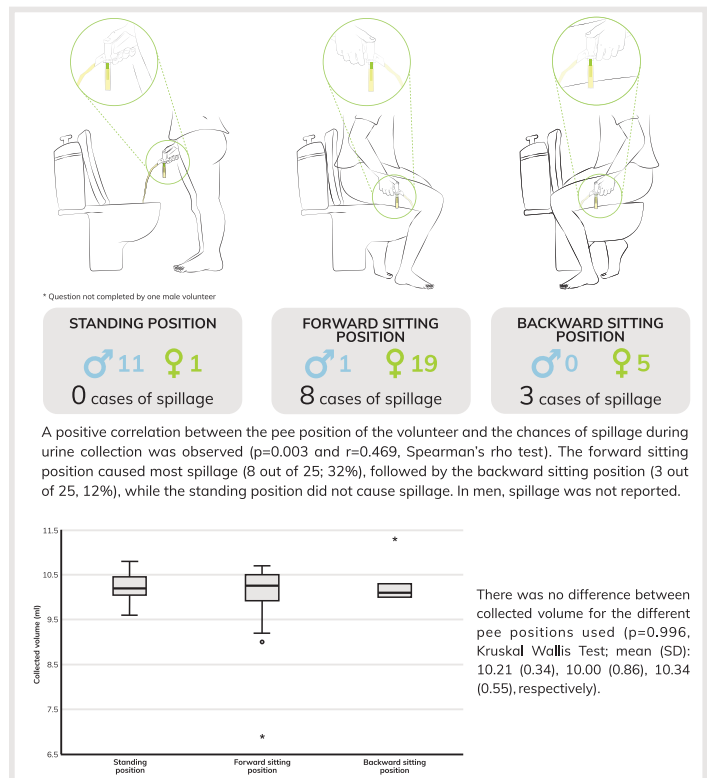 * Question not completed by one male volunteer
STANDING POSITION
♂ 11 ♀ 1
0 cases of spillage
FORWARD SITTING
POSITION
♂ 1 ♀ 19
8 cases of spillage
BACKWARD SITTING
POSITION
♂ 0 ♀ 5
3 cases of spillage
A positive correlation between the pee position of the volunteer and the chances of spillage during
urine collection was observed (p=0.003 and r=0.469, Spearman's rho test). The forward sitting
position caused most spillage (8 out of 25; 32%), followed by the backward sitting position (3 out
of 25, 12%), while the standing position did not cause spillage. In men, spillage was not reported.
Collected volume (ml)
11.5
10.5
9.5
8.5
7.5
6.5
Standing
position
Forward sitting
position
Backward sitting
position
There was no difference between
collected volume for the different
pee positions used (p=0.996,
Kruskal Wallis Test; mean (SD):
10.21 (0.34), 10.00 (0.86), 10.34
(0.55), respectively).